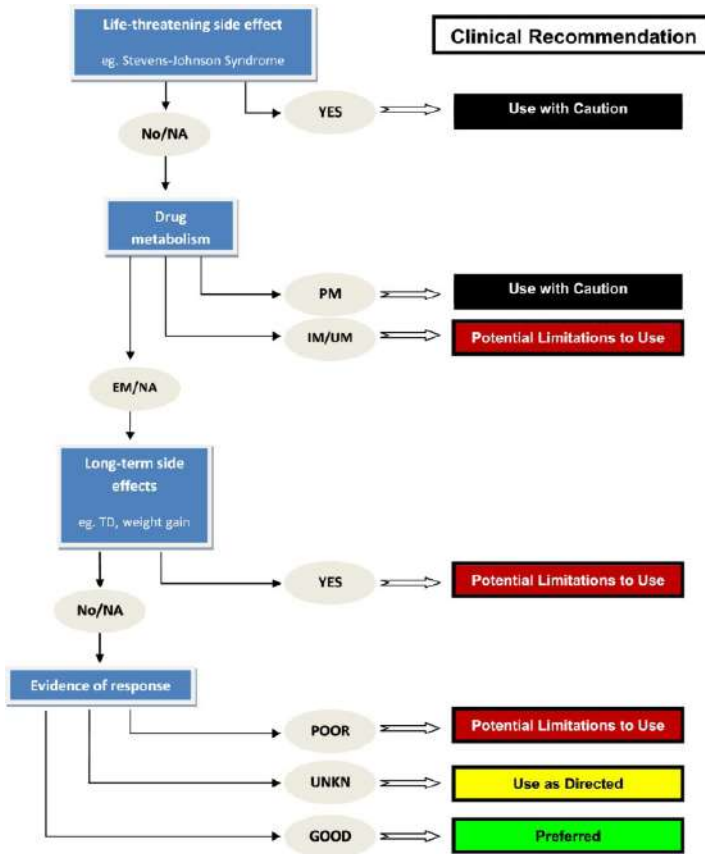 Life-threatening side effect
eg. Stevens-Johnson Syndrome
Clinical Recommendation
YES
Use with Caution
No/NA
Drug
metabolism
PM
Use with Caution
IM/UM
Potential Limitations to Use
EM/NA
Long-term side
effects
eg. TD, weight gain
YES
Potential Limitations to Use
No/NA
Evidence of response
POOR
Potential Limitations to Use
UNKN
Use as Directed
GOOD
Preferred